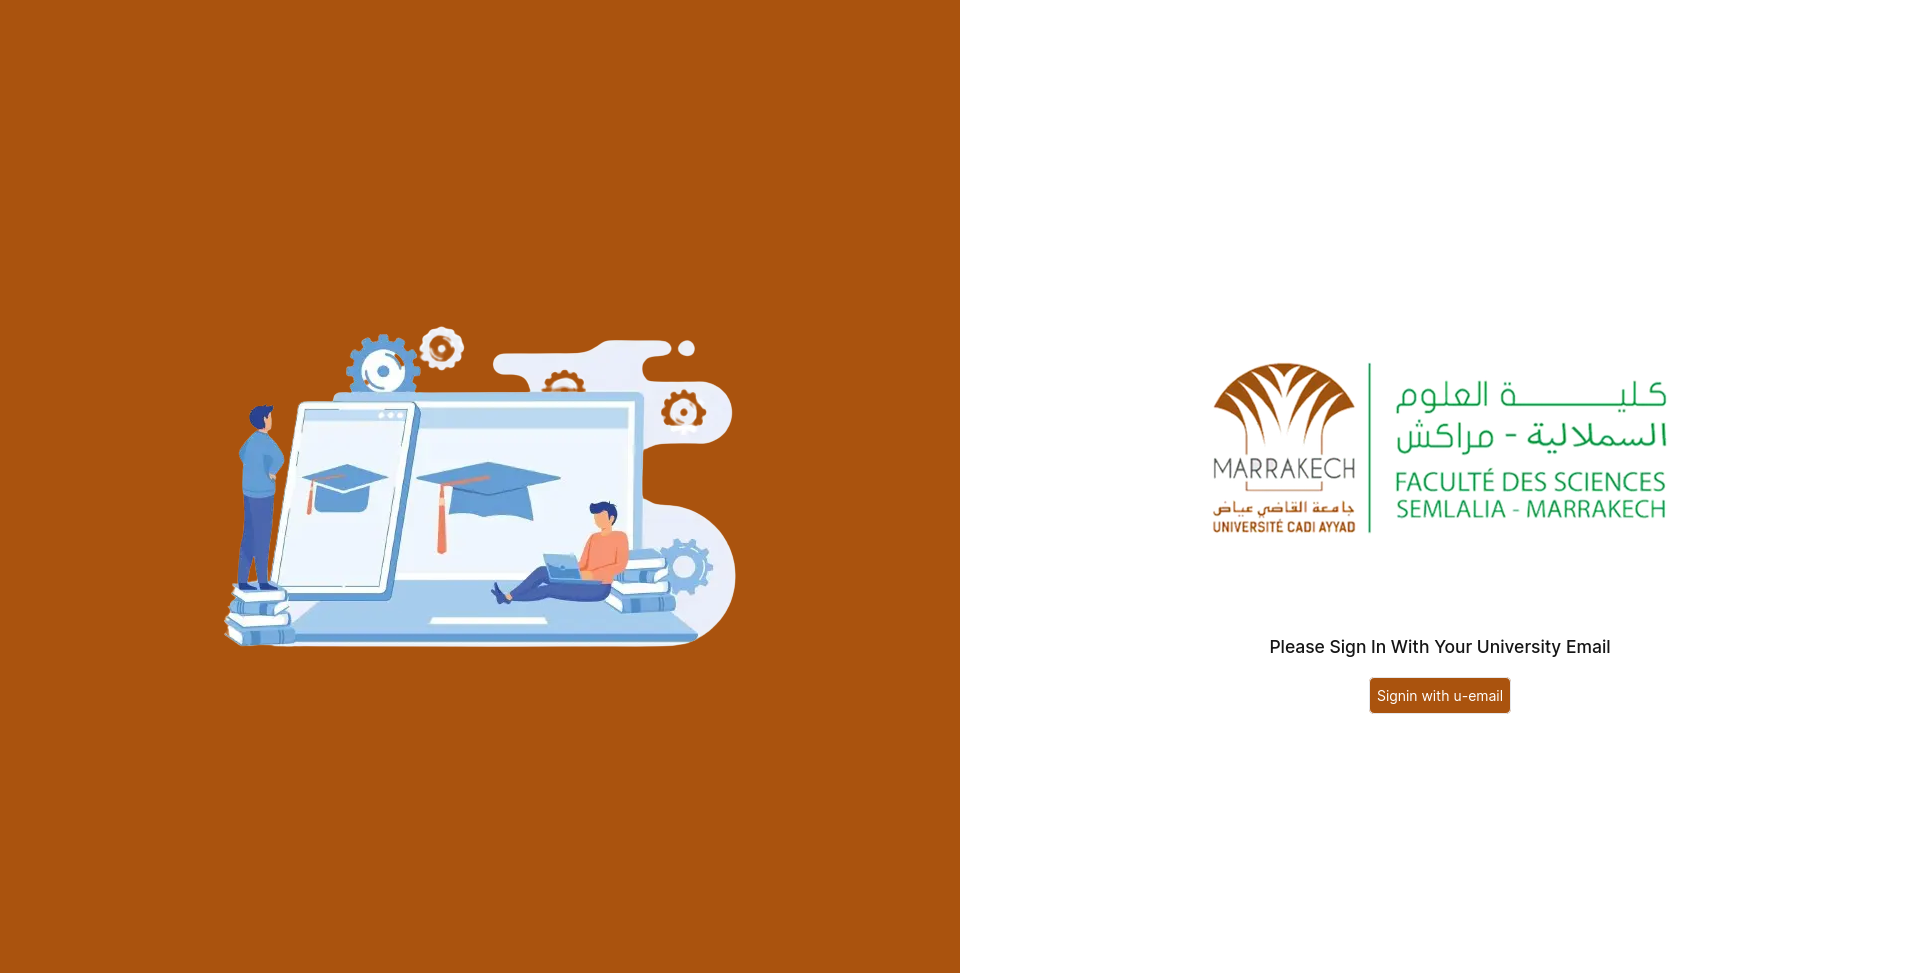 MARRAKECH
جامعة القاضي عياض
UNIVERSITÉ CADI AYYAD
كليـــــــــة العلوم
السملالية - مراكش
FACULTÉ DES SCIENCES
SEMLALIA - MARRAKECH
Please Sign In With Your University Email
Signin with u-email